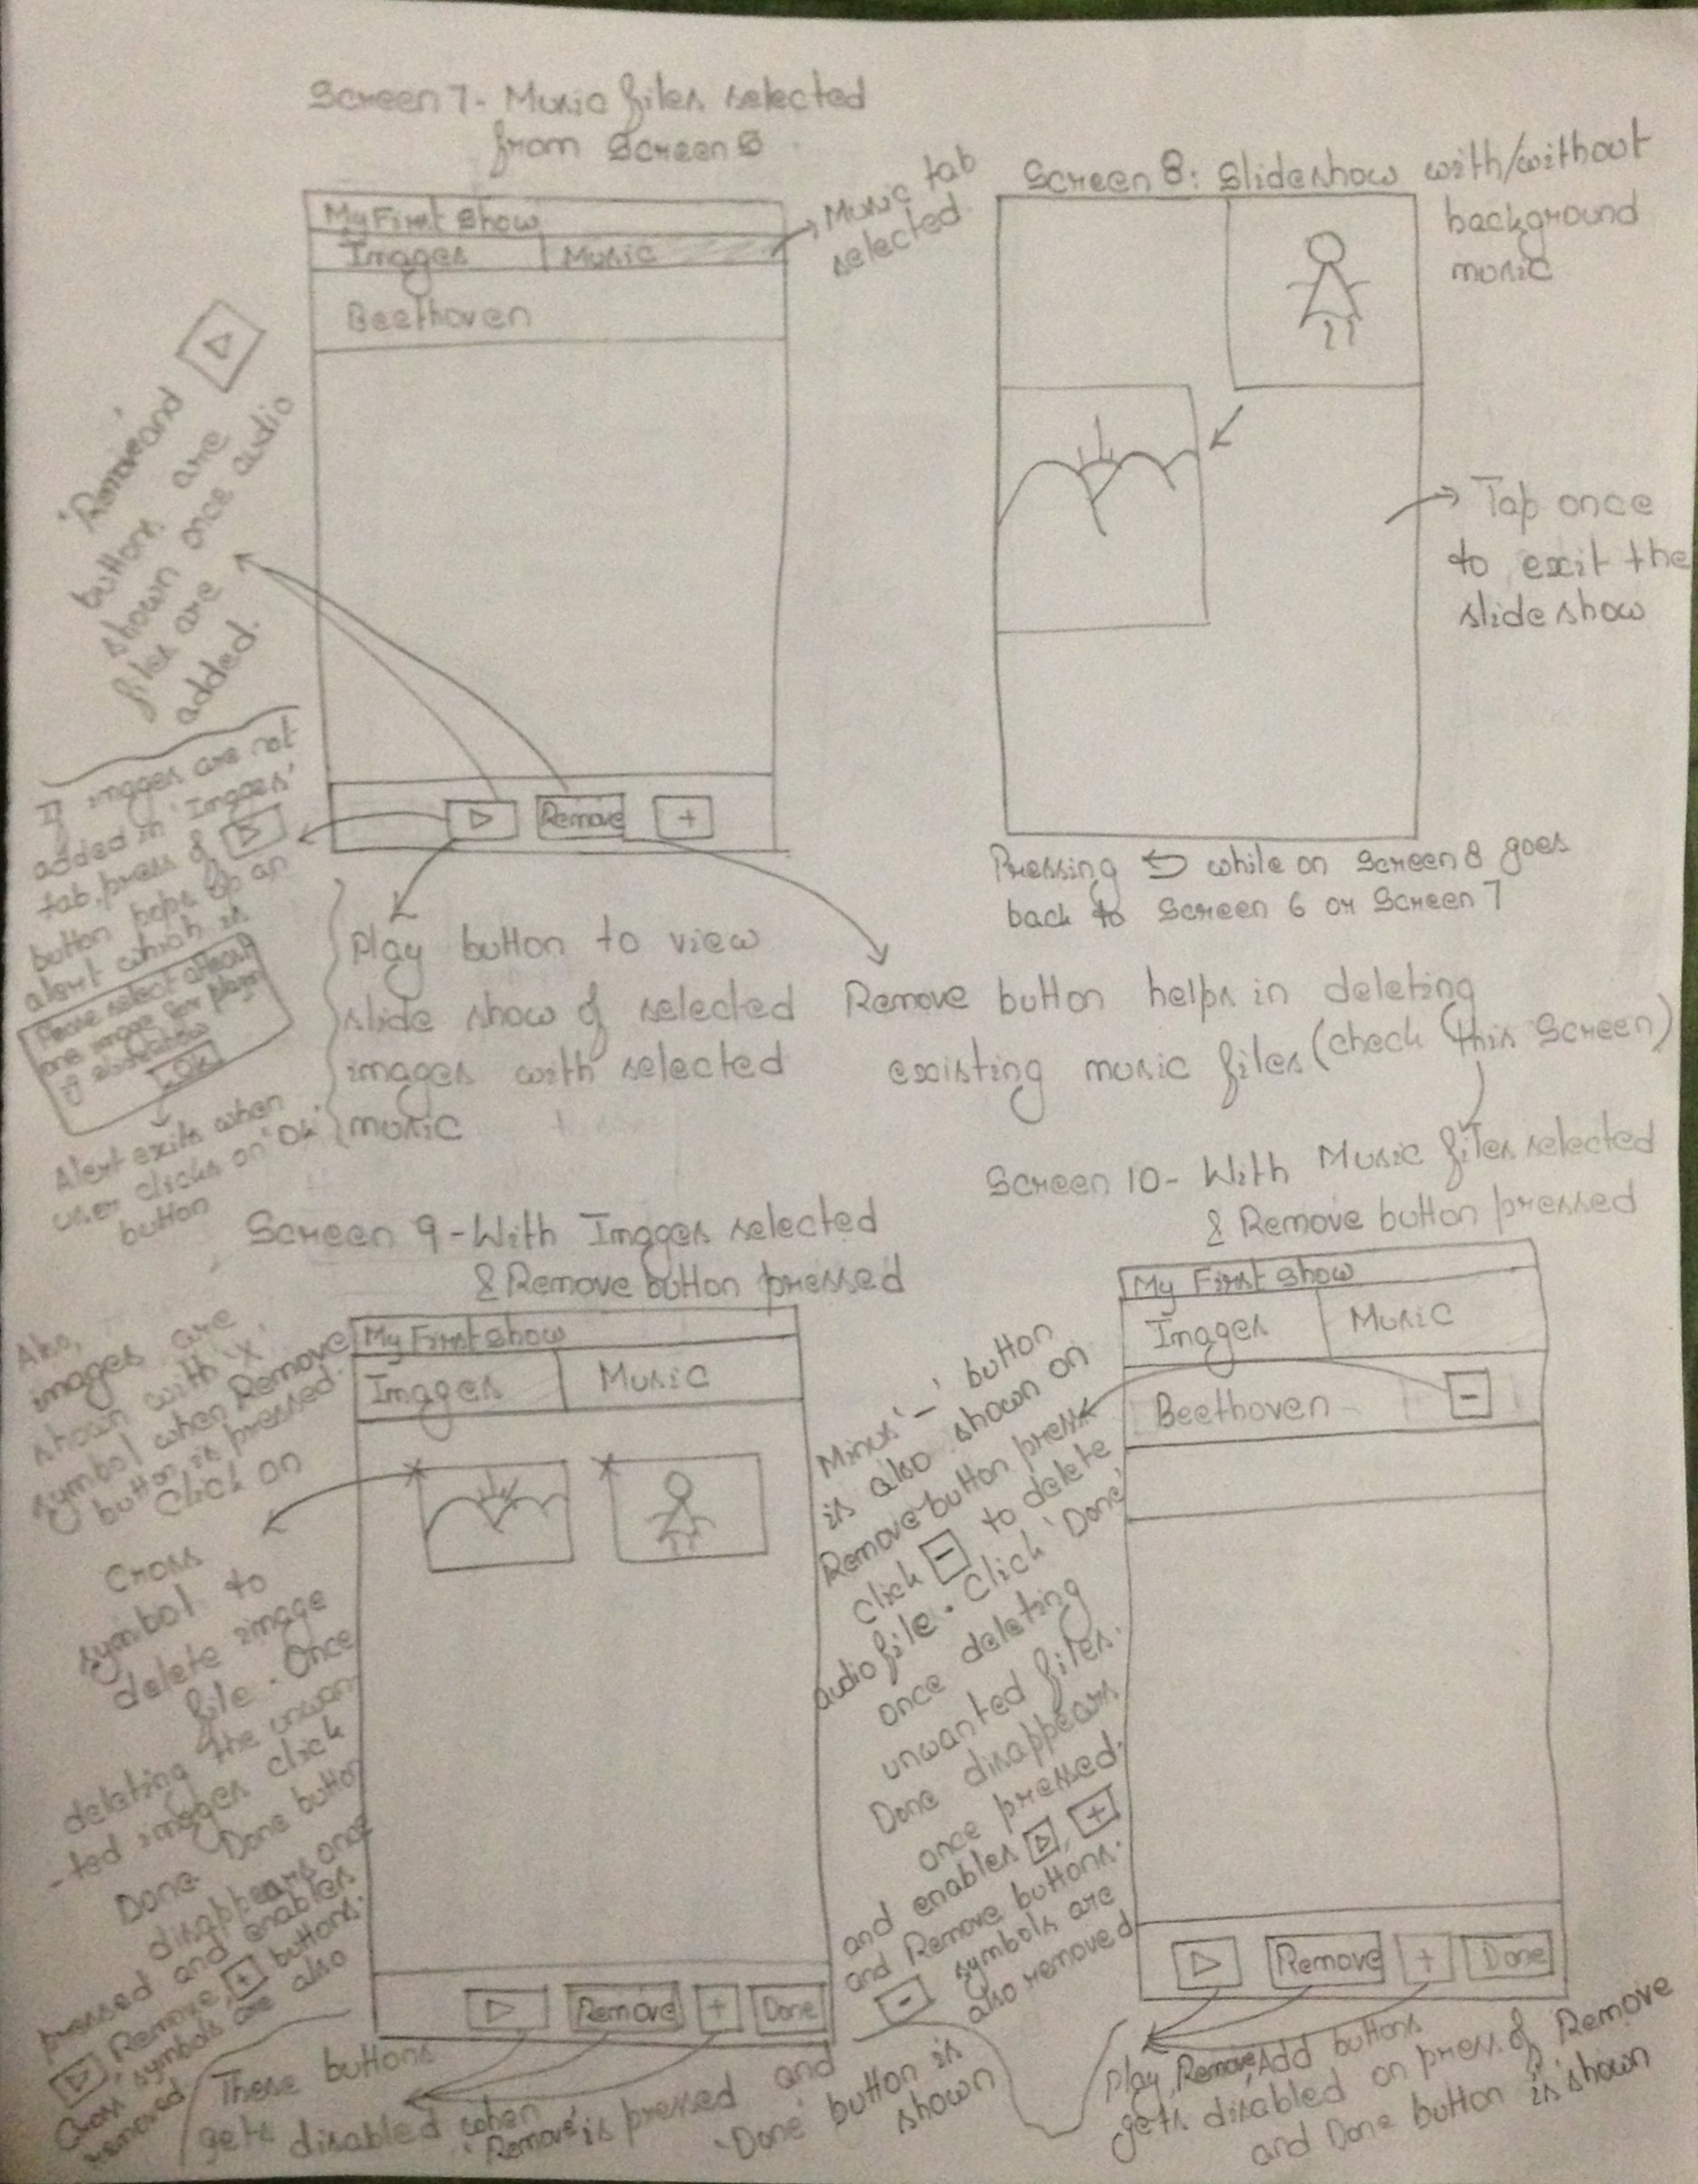 Screen 7 - Music files selected
from Screen 5
My First Show
Images
Music
→ Music tab
selected
Beethoven
'Remove' and ▷
buttons are
shown once audio
files are
added.
If images are not
added in 'Images'
tab, press of ▷
button pops up an
alert which is
Please select atleast
one image for playing
slideshow
Ok
Alert exits when
user clicks on 'Ok'
button
▷
Remove
+
Play button to view
slide show of selected
images with selected
music
Screen 8: Slideshow with/without
background
music
→ Tap once
to exit the
slide show
Pressing ⮌ while on Screen 8 goes
back to Screen 6 or Screen 7
Remove button helps in deleting
existing music files (check this Screen)
Screen 9 - With Images selected
& Remove button pressed
My First show
Images
Music
x
x
Also,
images are
shown with 'x'
symbol when Remove
button is pressed.
Click on
Cross
symbol to
delete image
file. Once
deleting the unwan
-ted images click
Done. Done button
disappears once
pressed and enables
▷, Remove, + buttons.
Cross symbols are also
removed.
▷
Remove
+
Done
These buttons
gets disabled when
'Remove' is pressed and
'Done' button is
shown
Screen 10 - With Music files selected
& Remove button pressed
My First show
Images
Music
Beethoven
-
Minus '-' button
is also shown on
Remove button press
click - to delete
audio file. Click 'Done'
once deleting
unwanted files.
Done disappears
once pressed.
and enables ▷, +
and Remove buttons.
- symbols are
also removed
▷
Remove
+
Done
Play, Remove, Add buttons
gets disabled on press of Remove
and Done button is shown